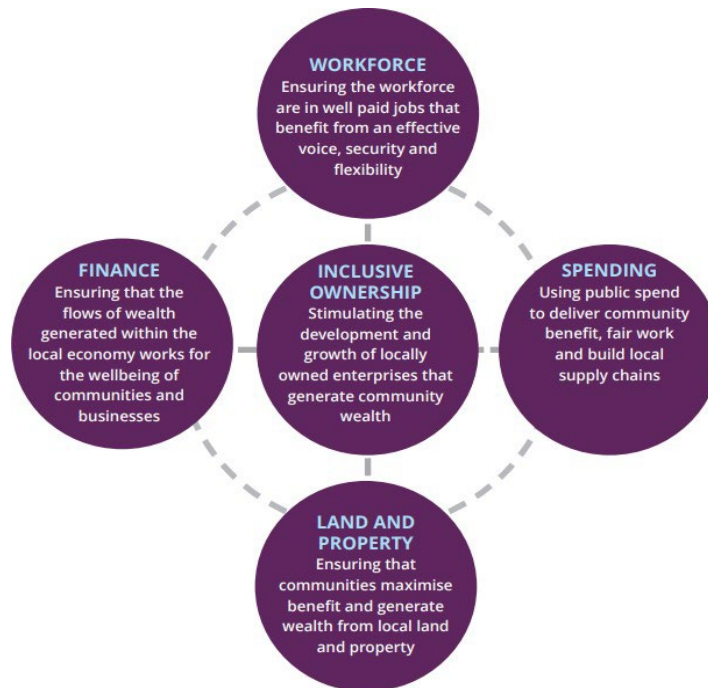 WORKFORCE
Ensuring the workforce
are in well paid jobs that
benefit from an effective
voice, security and
flexibility
FINANCE
Ensuring that the
flows of wealth
generated within the
local economy works for
the wellbeing of
communities and
businesses
INCLUSIVE
OWNERSHIP
Stimulating the
development and
growth of locally
owned enterprises that
generate community
wealth
SPENDING
Using public spend
to deliver community
benefit, fair work
and build local
supply chains
LAND AND
PROPERTY
Ensuring that
communities maximise
benefit and generate
wealth from local land
and property